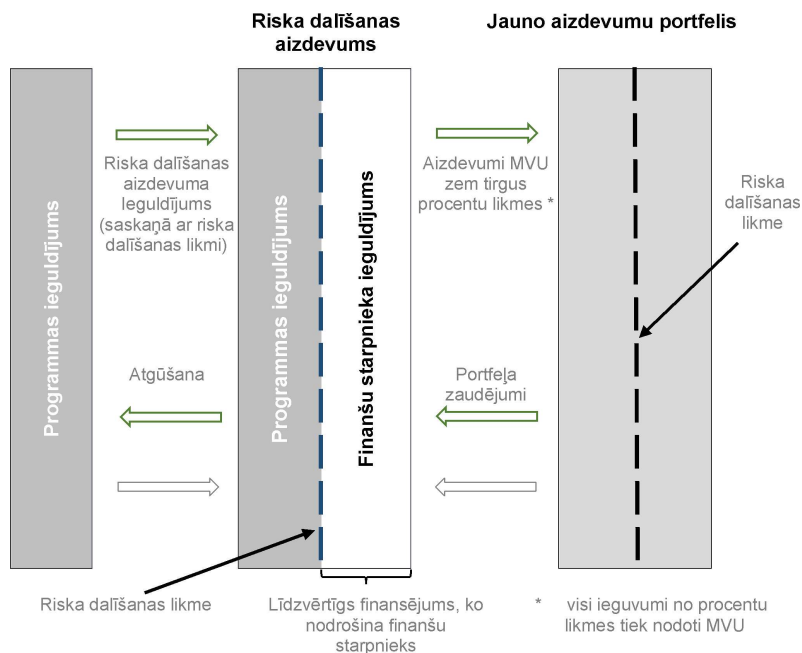 Riska dalīšanas
aizdevums
Jauno aizdevumu portfelis
Programmas ieguldījums
Riska dalīšanas
aizdevuma
Ieguldījums
(saskaņā ar riska
dalīšanas likmi)
Programmas ieguldījums
Finanšu starpnieka ieguldījums
Aizdevumi MVU
zem tirgus
procentu likmes *
Riska
dalīšanas
likme
Atgūšana
Portfeļa
zaudējumi
Riska dalīšanas likme
Līdzvērtīgs finansējums, ko
nodrošina finanšu
starpnieks
* visi ieguvumi no procentu
likmes tiek nodoti MVU